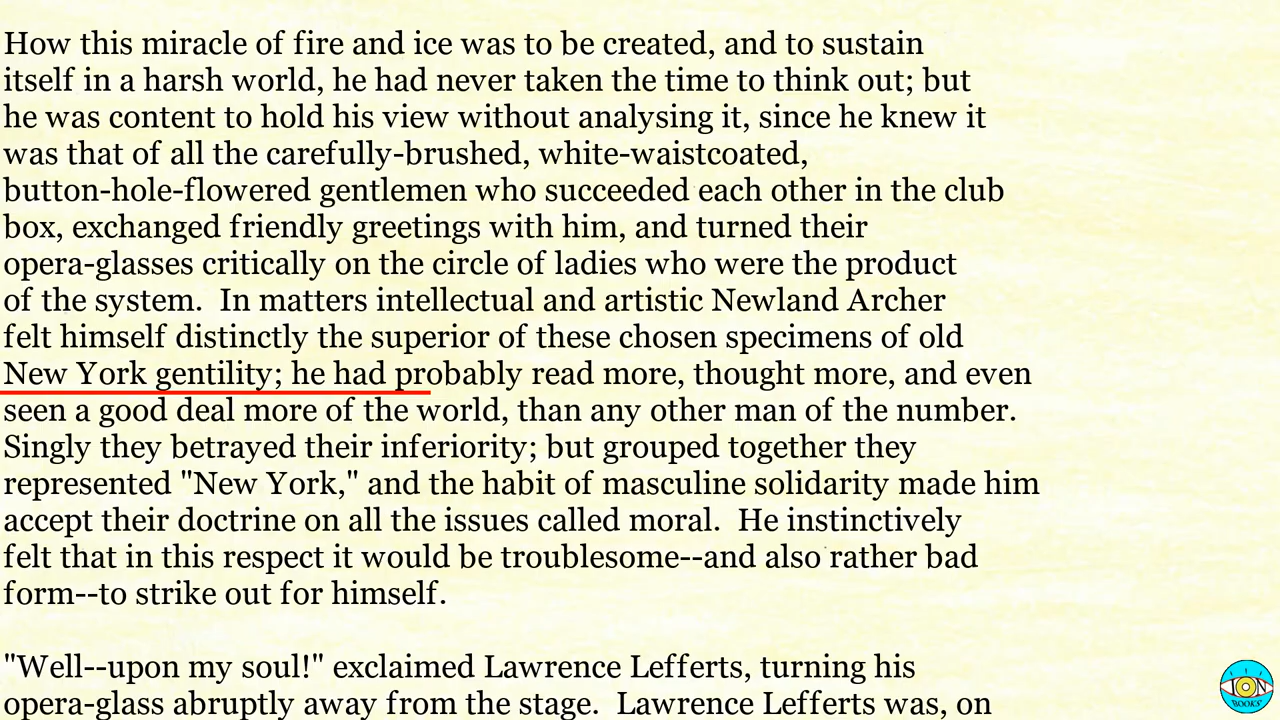 How this miracle of fire and ice was to be created, and to sustain
itself in a harsh world, he had never taken the time to think out; but
he was content to hold his view without analysing it, since he knew it
was that of all the carefully-brushed, white-waistcoated,
button-hole-flowered gentlemen who succeeded each other in the club
box, exchanged friendly greetings with him, and turned their
opera-glasses critically on the circle of ladies who were the product
of the system.  In matters intellectual and artistic Newland Archer
felt himself distinctly the superior of these chosen specimens of old
New York gentility; he had probably read more, thought more, and even
seen a good deal more of the world, than any other man of the number.
Singly they betrayed their inferiority; but grouped together they
represented "New York," and the habit of masculine solidarity made him
accept their doctrine on all the issues called moral.  He instinctively
felt that in this respect it would be troublesome--and also rather bad
form--to strike out for himself.
"Well--upon my soul!" exclaimed Lawrence Lefferts, turning his
opera-glass abruptly away from the stage.  Lawrence Lefferts was, on
ION
BOOKS